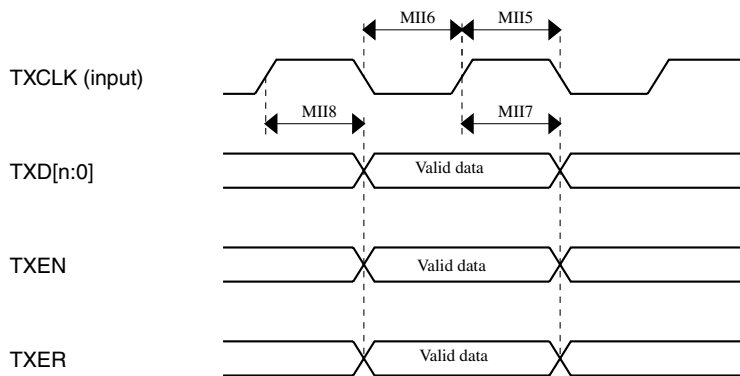 MII6 MII5
TXCLK (input)
MII8 MII7
TXD[n:0] Valid data
TXEN Valid data
TXER Valid data